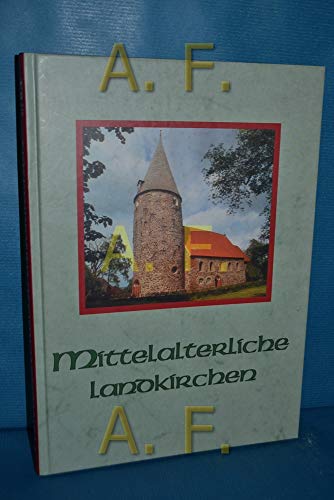 A. F.
A. F.
Mittelalterliche
landkirchen
A. F.